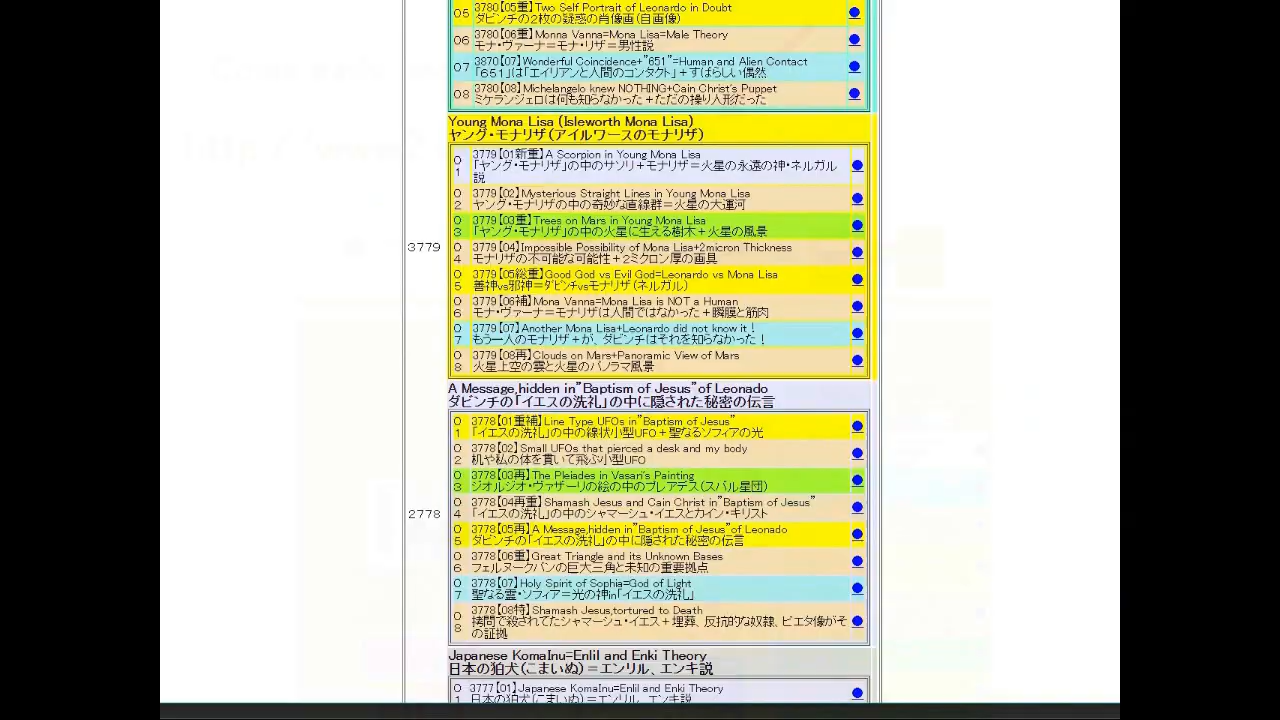 05 3780【05重】Two Self Portrait of Leonardo in Doubt
ダビンチの2枚の疑惑の肖像画(自画像)
06 3780【06重】Monna Vanna=Mona Lisa=Male Theory
モナ・ヴァーナ=モナ・リザ=男性説
07 3870【07】Wonderful Coincidence+"651"=Human and Alien Contact
「651」は「エイリアンと人間のコンタクト」+すばらしい偶然
08 3780【08】Michelangelo knew NOTHING+Cain Christ's Puppet
ミケランジェロは何も知らなかった+ただの操り人形だった
Young Mona Lisa (Isleworth Mona Lisa)
ヤング・モナリザ(アイルワースのモナリザ)
3779
01 3779【01新重】A Scorpion in Young Mona Lisa
「ヤング・モナリザ」の中のサソリ+モナリザ=火星の永遠の神・ネルガル
説
02 3779【02】Mysterious Straight Lines in Young Mona Lisa
ヤング・モナリザの中の奇妙な直線群=火星の大運河
03 3779【03重】Trees on Mars in Young Mona Lisa
「ヤング・モナリザ」の中の火星に生える樹木+火星の風景
04 3779【04】Impossible Possibility of Mona Lisa+2micron Thickness
モナリザの不可能な可能性+2ミクロン厚の画具
05 3779【05総重】Good God vs Evil God=Leonardo vs Mona Lisa
善神vs邪神=ダビンチvsモナリザ(ネルガル)
06 3779【06補】Mona Vanna=Mona Lisa is NOT a Human
モナ・ヴァーナ=モナリザは人間ではなかった+瞬膜と筋肉
07 3779【07】Another Mona Lisa+Leonardo did not know it!
もう一人のモナリザ+が、ダビンチはそれを知らなかった!
08 3779【08再】Clouds on Mars+Panoramic View of Mars
火星上空の雲と火星のパノラマ風景
A Message,hidden in"Baptism of Jesus"of Leonado
ダビンチの「イエスの洗礼」の中に隠された秘密の伝言
2778
01 3778【01重補】Line Type UFOs in"Baptism of Jesus"
「イエスの洗礼」の中の線状小型UFO+聖なるソフィアの光
02 3778【02】Small UFOs that pierced a desk and my body
机や私の体を貫いて飛ぶ小型UFO
03 3778【03再】The Pleiades in Vasari's Painting
ジオルジオ・ヴァザーリの絵の中のプレアデス(スバル星団)
04 3778【04再重】Shamash Jesus and Cain Christ in"Baptism of Jesus"
「イエスの洗礼」の中のシャマーシュ・イエスとカイン・キリスト
05 3778【05再】A Message,hidden in"Baptism of Jesus"of Leonado
ダビンチの「イエスの洗礼」の中に隠された秘密の伝言
06 3778【06重】Great Triangle and its Unknown Bases
フェルヌークバンの巨大三角と未知の重要拠点
07 3778【07】Holy Spirit of Sophia=God of Light
聖なる霊・ソフィア=光の神in「イエスの洗礼」
08 3778【08特】Shamash Jesus,tortured to Death
拷問で殺されてたシャマーシュ・イエス+埋葬、反抗的な奴隷、ピエタ像がそ
の証拠
Japanese KomaInu=Enlil and Enki Theory
日本の狛犬(こまいぬ)=エンリル、エンキ説
01 3777【01】Japanese KomaInu=Enlil and Enki Theory
日本の狛犬(こまいぬ)=エンリル、エンキ説